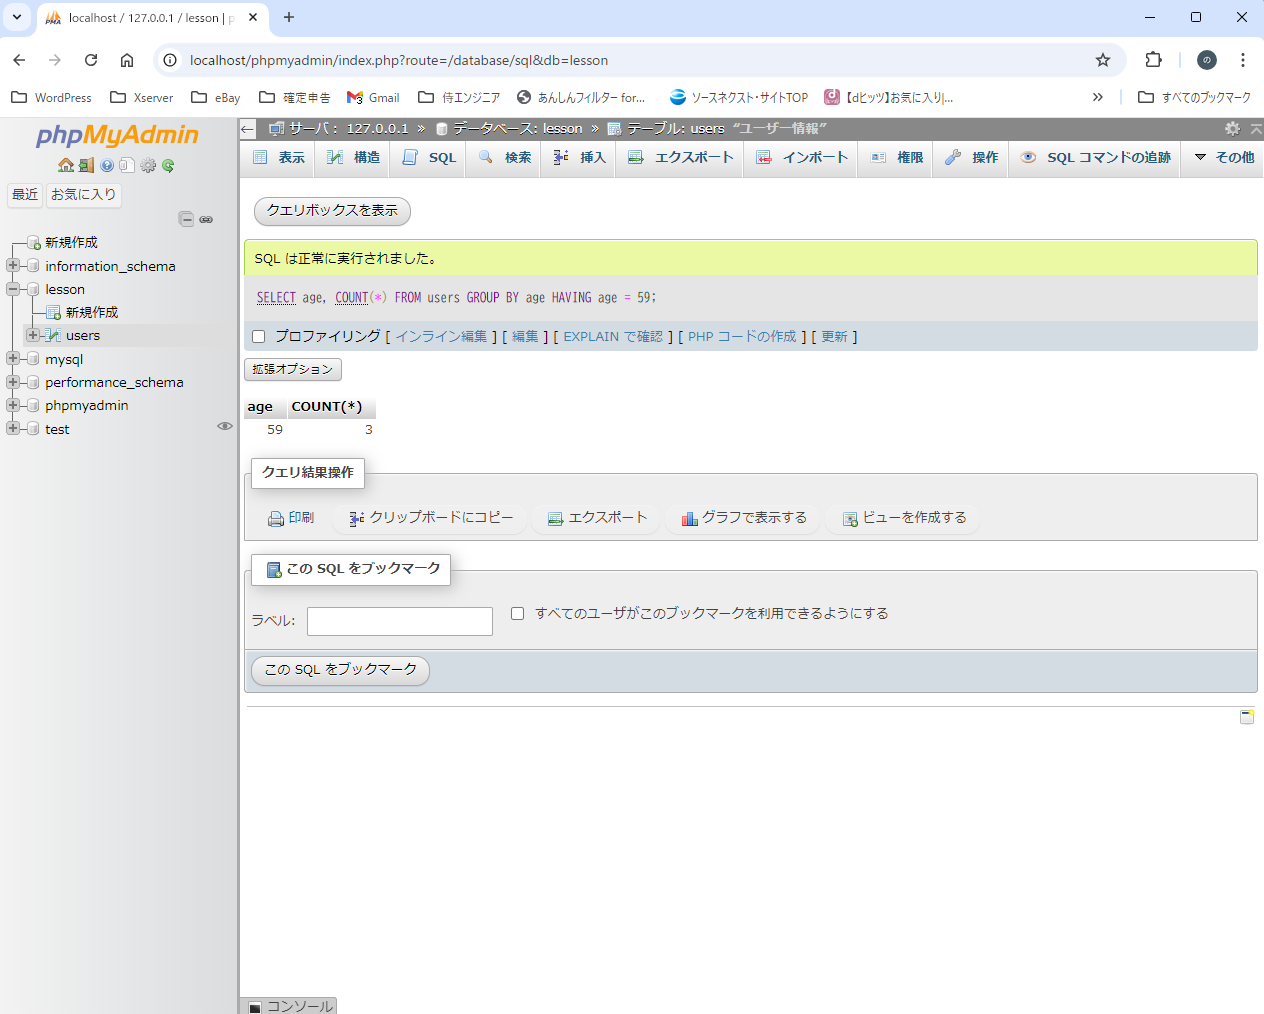 localhost / 127.0.0.1 / lesson | p
localhost/phpmyadmin/index.php?route=/database/sql&db=lesson
の
WordPress Xserver eBay 確定申告 Gmail 侍エンジニア あんしんフィルター for... ソースネクスト・サイトTOP 【dヒッツ】お気に入り|... » すべてのブックマーク
phpMyAdmin
サーバ: 127.0.0.1 » データベース: lesson » テーブル: users “ユーザー情報”
表示 構造 SQL 検索 挿入 エクスポート インポート 権限 操作 SQL コマンドの追跡 その他
最近 お気に入り
新規作成
information_schema
lesson
新規作成
users
mysql
performance_schema
phpmyadmin
test
クエリボックスを表示
SQL は正常に実行されました。
SELECT age, COUNT(*) FROM users GROUP BY age HAVING age = 59;
プロファイリング [ インライン編集 ] [ 編集 ] [ EXPLAIN で確認 ] [ PHP コードの作成 ] [ 更新 ]
拡張オプション
age COUNT(*)
59 3
クエリ結果操作
印刷 クリップボードにコピー エクスポート グラフで表示する ビューを作成する
この SQL をブックマーク
ラベル: すべてのユーザがこのブックマークを利用できるようにする
この SQL をブックマーク
コンソール